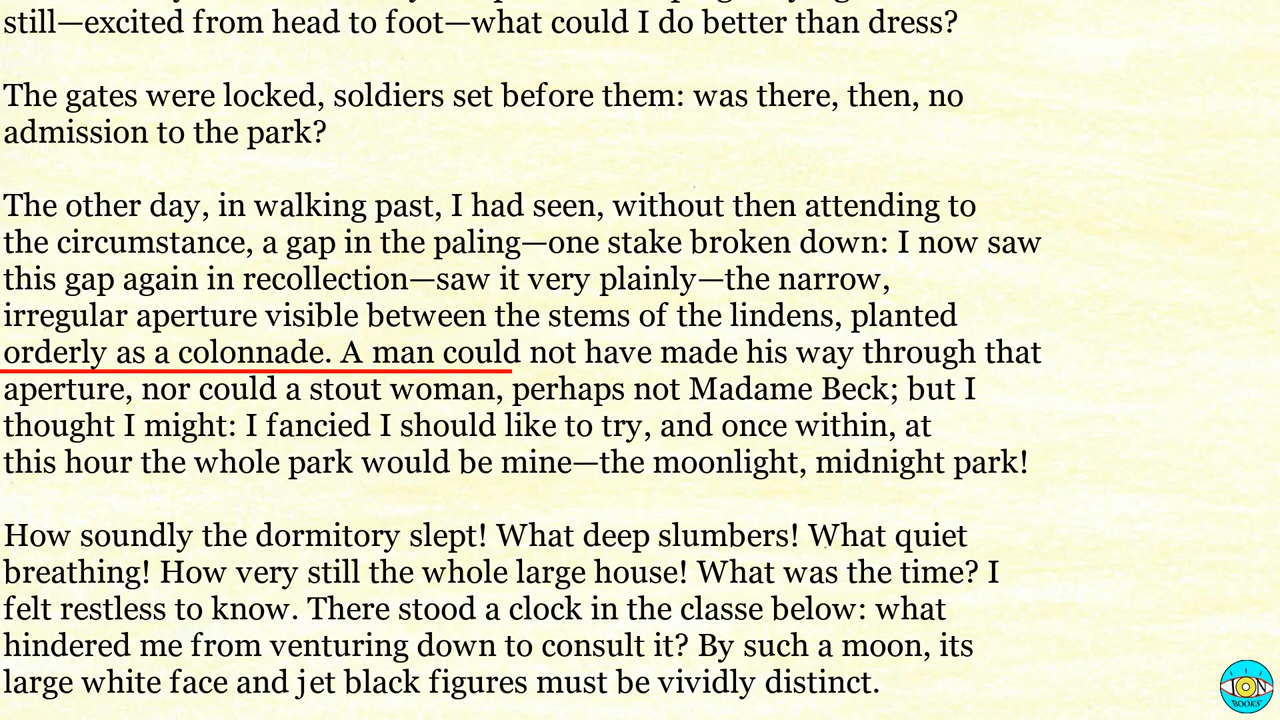 still—excited from head to foot—what could I do better than dress?
The gates were locked, soldiers set before them: was there, then, no
admission to the park?
The other day, in walking past, I had seen, without then attending to
the circumstance, a gap in the paling—one stake broken down: I now saw
this gap again in recollection—saw it very plainly—the narrow,
irregular aperture visible between the stems of the lindens, planted
orderly as a colonnade. A man could not have made his way through that
aperture, nor could a stout woman, perhaps not Madame Beck; but I
thought I might: I fancied I should like to try, and once within, at
this hour the whole park would be mine—the moonlight, midnight park!
How soundly the dormitory slept! What deep slumbers! What quiet
breathing! How very still the whole large house! What was the time? I
felt restless to know. There stood a clock in the classe below: what
hindered me from venturing down to consult it? By such a moon, its
large white face and jet black figures must be vividly distinct.
ION
BOOKS